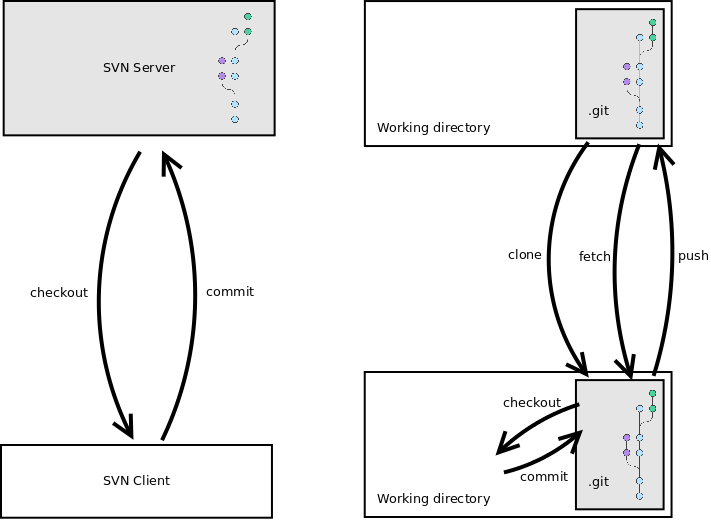 SVN Server
checkout
commit
SVN Client
.git
Working directory
clone
fetch
push
checkout
commit
.git
Working directory